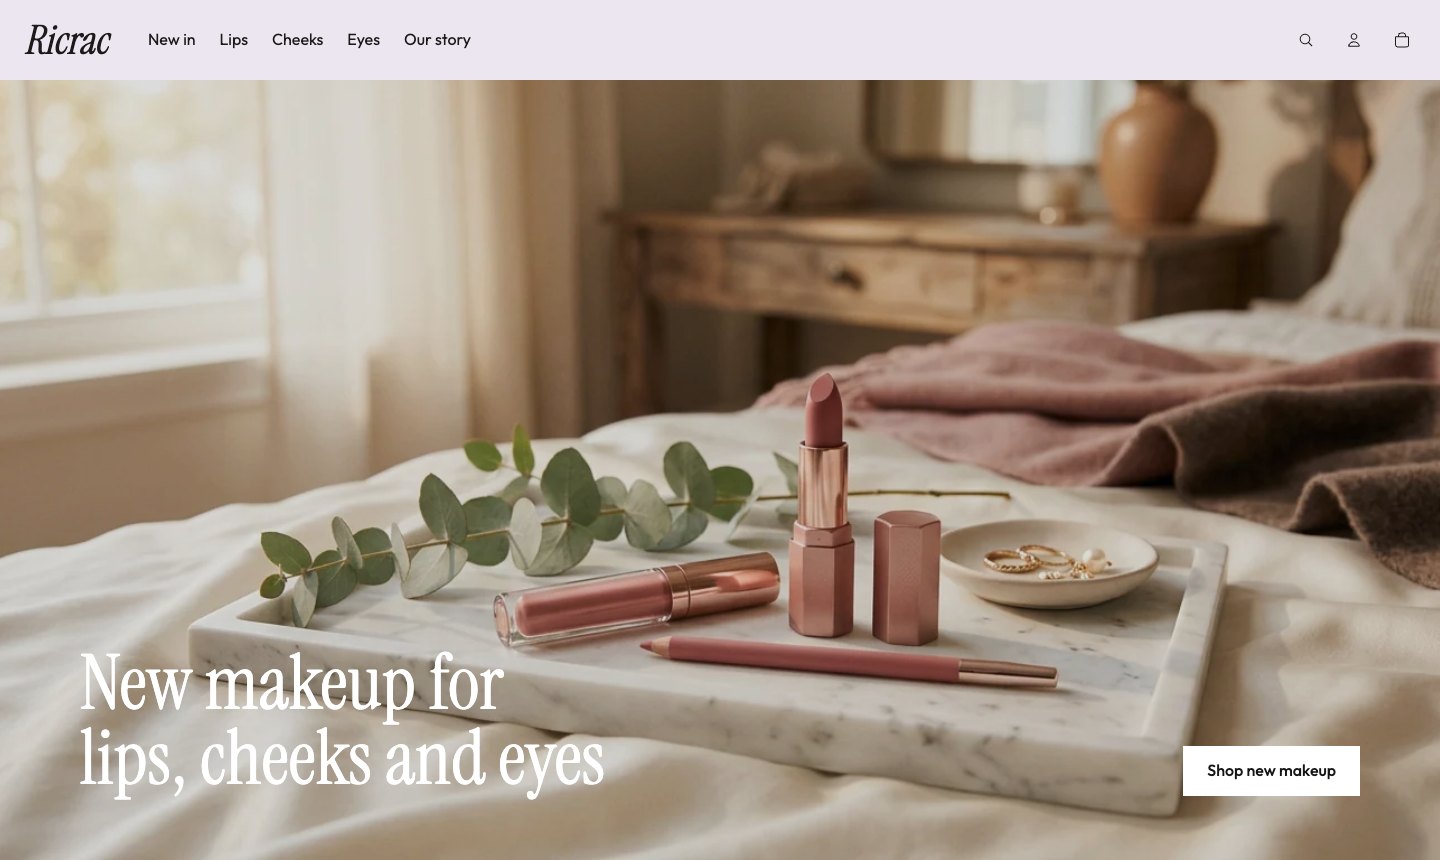 Ricrac
New in
Lips
Cheeks
Eyes
Our story
New makeup for
lips, cheeks and eyes
Shop new makeup